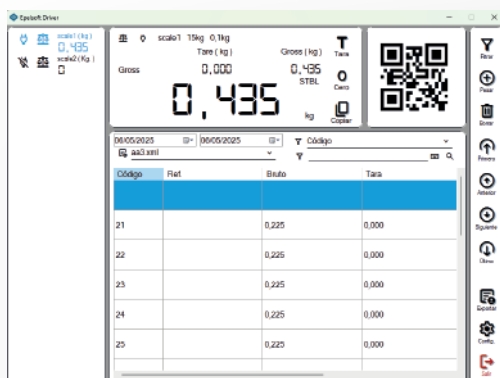 Epelsoft Driver
scale1 (kg)
0,435
scale2 (Kg.)
0
scale1 15kg 0,1kg
Tare (kg)
Gross (kg)
Gross
0,000
0,435
STBL
0,435
kg
T
Tara
0
Cero
Copiar
06/05/2025
06/05/2025
Código
aa3.xml
Código
Ref
Bruto
Tara
21
0,225
0,000
22
0,225
0,000
23
0,225
0,000
24
0,225
0,000
25
0,225
0,000
Pesar
Borrar
Primero
Anterior
Siguiente
Último
Exportar
Config.
Salir